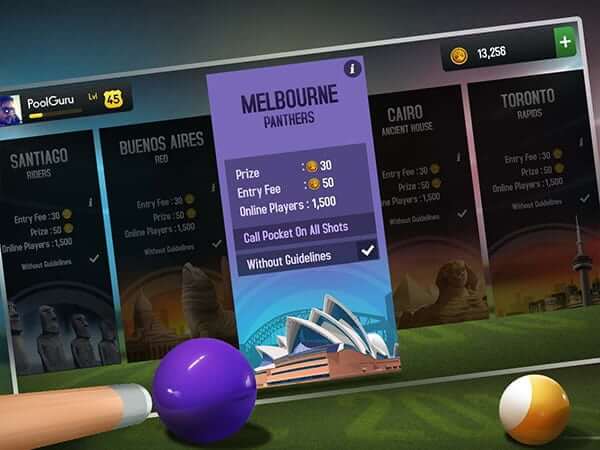 PoolGuru Lvl 45
13,256 +
SANTIAGO
RIDERS
Entry Fee : 30
Prize : 50
Online Players : 1,500
Without Guidelines
BUENOS AIRES
RED
Entry Fee : 30
Prize : 50
Online Players : 1,500
Without Guidelines
i
MELBOURNE
PANTHERS
Prize : 30
Entry Fee : 50
Online Players : 1,500
Call Pocket On All Shots
Without Guidelines
CAIRO
ANCIENT HOUSE
i
Entry Fee : 30
Prize : 50
Online Players : 1,500
Without Guidelines
TORONTO
RAPIDS
i
Entry Fee : 30
Prize : 50
Online Players : 1,500
Without Guidelines